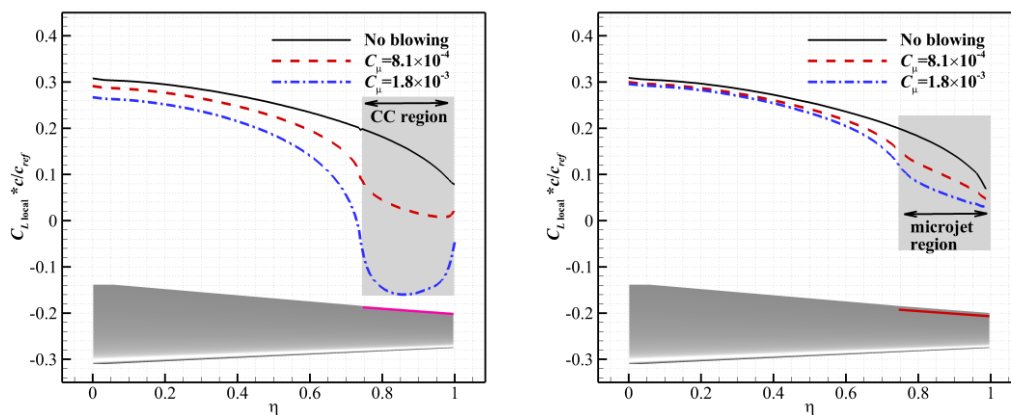 0.4
0.3
0.2
0.1
0
-0.1
-0.2
-0.3
C_L local *c/c_ref
No blowing
C_μ=8.1×10⁻⁴
C_μ=1.8×10⁻³
CC region
0 0.2 0.4 0.6 0.8 1
η
0.4
0.3
0.2
0.1
0
-0.1
-0.2
-0.3
C_L local *c/c_ref
No blowing
C_μ=8.1×10⁻⁴
C_μ=1.8×10⁻³
microjet
region
0 0.2 0.4 0.6 0.8 1
η